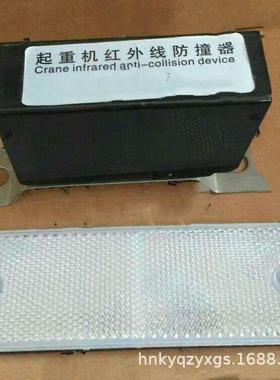 起重机红外线防撞器
Crane infrared anti-collision device
hnkyqzyxgs.1688.